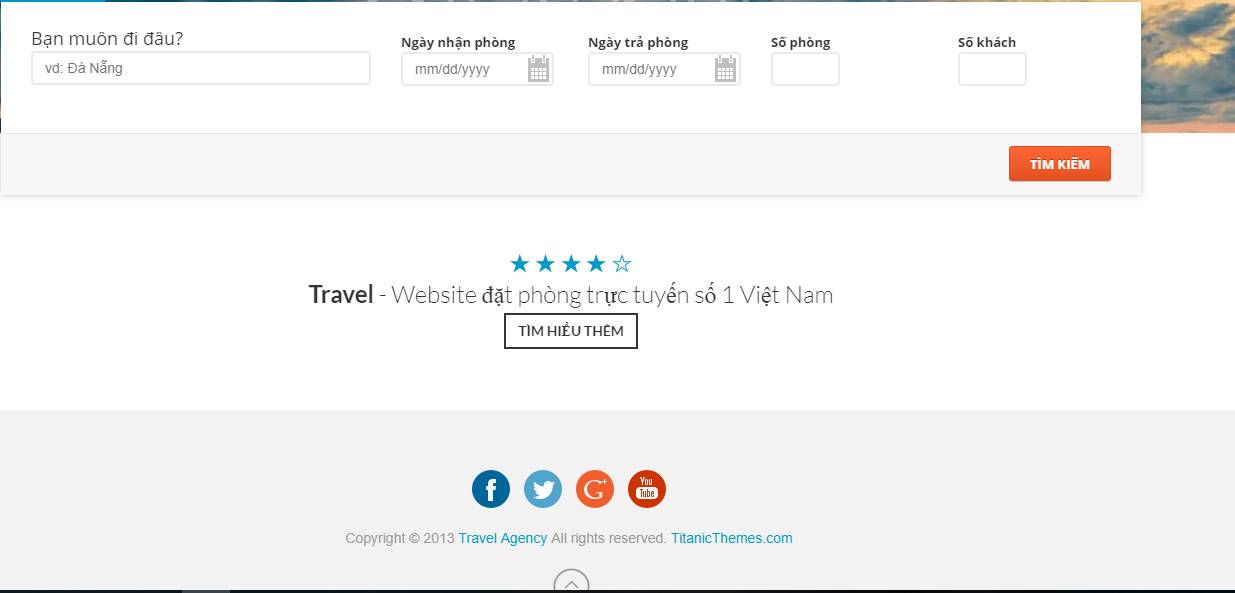 Bạn muôn đi đâu?
Ngày nhận phòng
Ngày trả phòng
Số phòng
Số khách
vd: Đà Nẵng
mm/dd/yyyy
mm/dd/yyyy
TÌM KIẾM
Travel - Website đặt phòng trực tuyến số 1 Việt Nam
TÌM HIỂU THÊM
f
G+
You
Tube
Copyright © 2013 Travel Agency All rights reserved. TitanicThemes.com